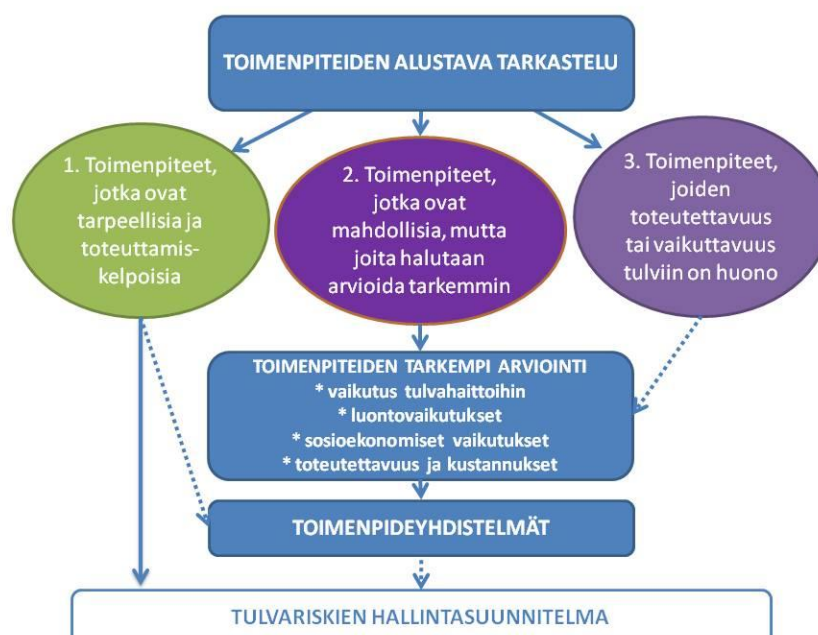 TOIMENPITEIDEN ALUSTAVA TARKASTELU
1. Toimenpiteet,
jotka ovat
tarpeellisia ja
toteuttamis-
kelpoisia
2. Toimenpiteet,
jotka ovat
mahdollisia, mutta
joita halutaan
arvioida tarkemmin
3. Toimenpiteet,
joiden
toteutettavuus
tai vaikuttavuus
tulviin on huono
TOIMENPITEIDEN TARKEMPI ARVIOINTI
* vaikutus tulvahaittoihin
* luontovaikutukset
* sosioekonomiset vaikutukset
* toteutettavuus ja kustannukset
TOIMENPIDEYHDISTELMÄT
TULVARISKIEN HALLINTASUUNNITELMA